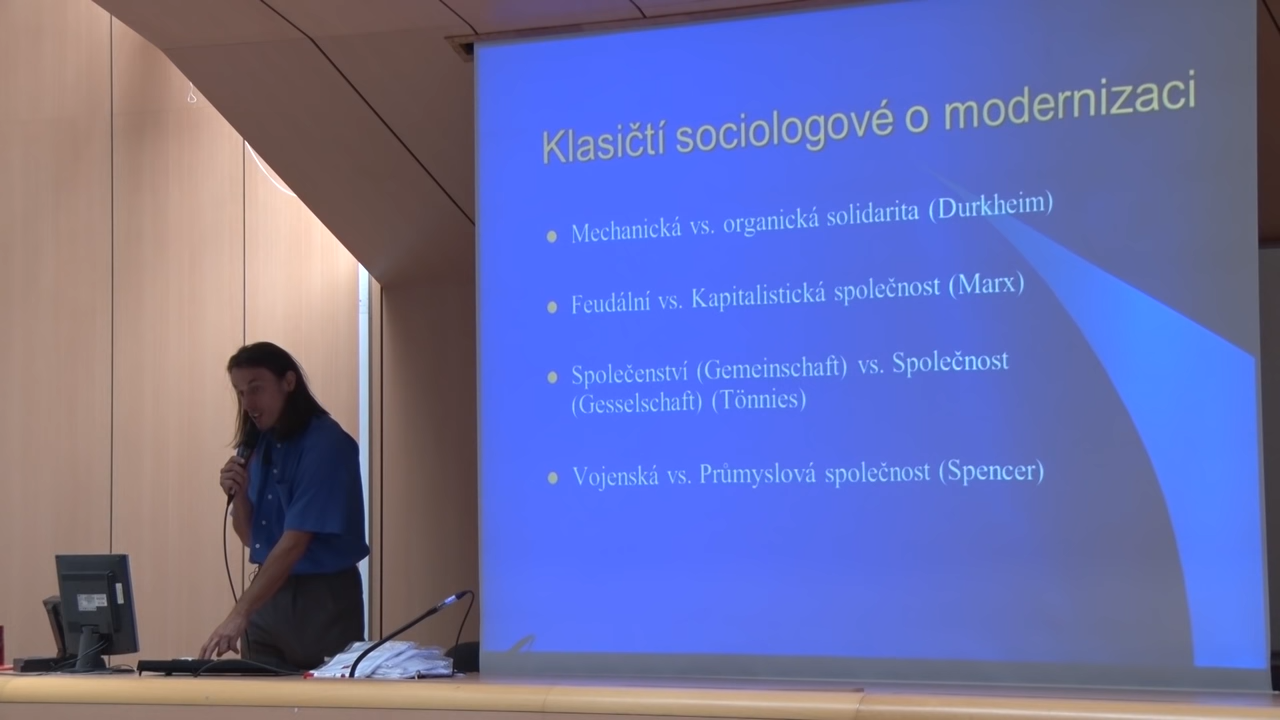 Klasičtí sociologové o modernizaci
Mechanická vs. organická solidarita (Durkheim)
Feudální vs. Kapitalistická společnost (Marx)
Společenství (Gemeinschaft) vs. Společnost
(Gesselschaft) (Tönnies)
Vojenská vs. Průmyslová společnost (Spencer)